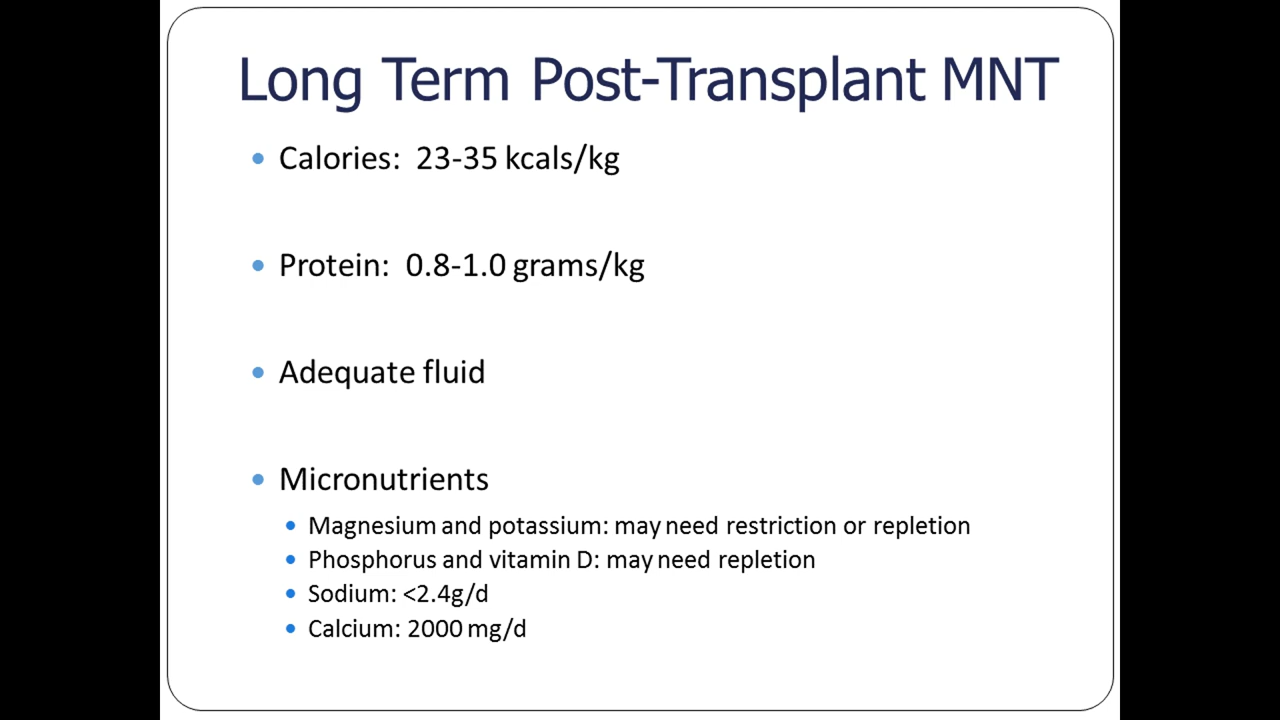 Long Term Post-Transplant MNT
• Calories: 23-35 kcals/kg
• Protein: 0.8-1.0 grams/kg
• Adequate fluid
• Micronutrients
• Magnesium and potassium: may need restriction or repletion
• Phosphorus and vitamin D: may need repletion
• Sodium: <2.4g/d
• Calcium: 2000 mg/d